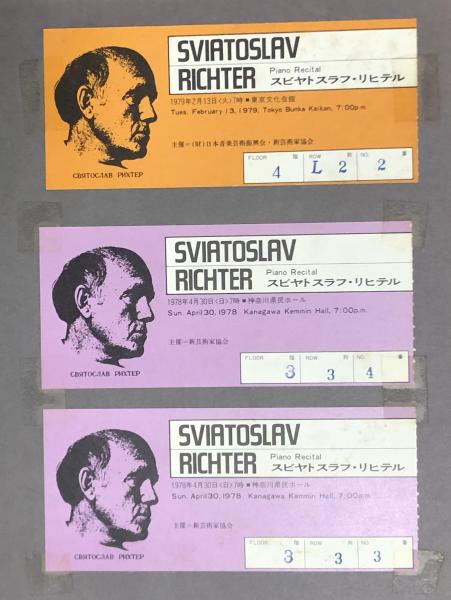 SVIATOSLAV
RICHTER
Piano Recital
スビヤトスラフ・リヒテル
1979年2月13日(火)7時■東京文化会館
Tues. February 13, 1979, Tokyo Bunka Kaikan, 7:00p.m.
主催=(財)日本音楽芸術振興会・新芸術家協会
FLOOR 階 ROW 列 NO. 番
4 L 2 2
СВЯТОСЛАВ РИХТЕР
SVIATOSLAV
RICHTER
Piano Recital
スビヤトスラフ・リヒテル
1978年4月30日(日)7時■神奈川県民ホール
Sun. April 30, 1978 Kanagawa Kemmin Hall, 7:00p.m.
主催=新芸術家協会
FLOOR 階 ROW 列 NO. 番
3 3 4
СВЯТОСЛАВ РИХТЕР
SVIATOSLAV
RICHTER
Piano Recital
スビヤトスラフ・リヒテル
1978年4月30日(日)7時■神奈川県民ホール
Sun. April 30, 1978 Kanagawa Kemmin Hall, 7:00p.m.
主催=新芸術家協会
FLOOR 階 ROW 列 NO. 番
3 3 3
СВЯТОСЛАВ РИХТЕР